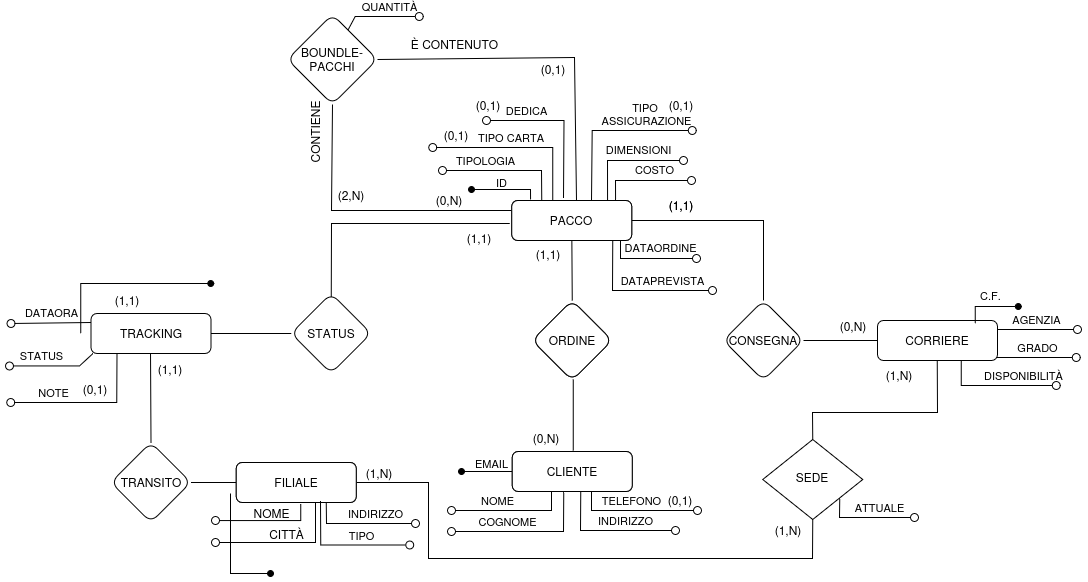 QUANTITÀ
BOUNDLE-
PACCHI
È CONTENUTO
(0,1)
CONTIENE
(0,1) DEDICA
TIPO (0,1)
ASSICURAZIONE
(0,1) TIPO CARTA
DIMENSIONI
TIPOLOGIA
COSTO
ID
(2,N)
(0,N)
PACCO
(1,1)
(1,1)
(1,1)
DATAORDINE
DATAPREVISTA
(1,1)
DATAORA
TRACKING
STATUS
ORDINE
CONSEGNA
(0,N)
C.F.
AGENZIA
CORRIERE
GRADO
DISPONIBILITÀ
STATUS
(1,1)
NOTE (0,1)
(1,N)
(0,N)
TRANSITO
FILIALE
(1,N)
EMAIL
CLIENTE
SEDE
NOME
CITTÀ
INDIRIZZO
TIPO
NOME
COGNOME
TELEFONO (0,1)
INDIRIZZO
ATTUALE
(1,N)